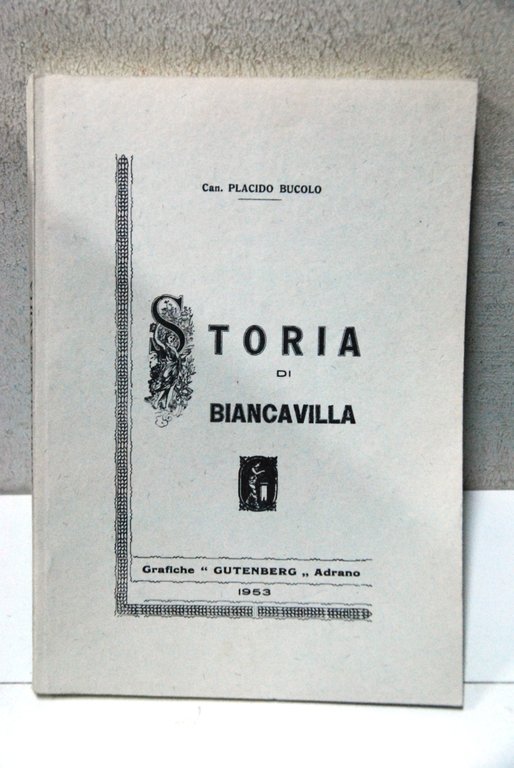 Can. PLACIDO BUCOLO
STORIA
DI
BIANCAVILLA
Grafiche “ GUTENBERG „ Adrano
1953